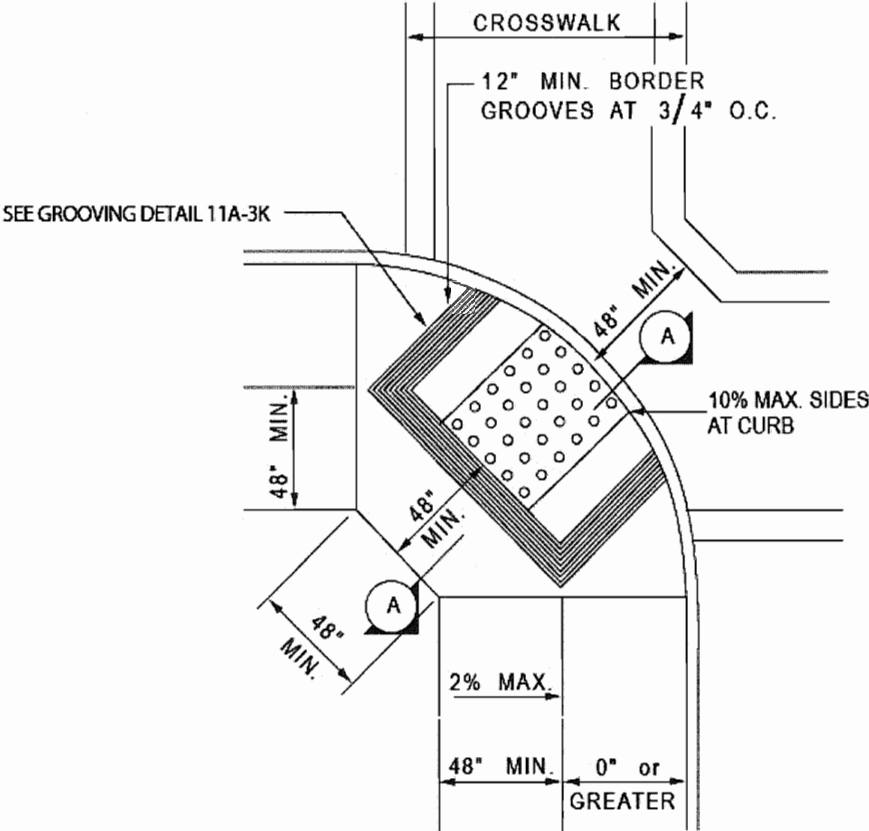 CROSSWALK
12" MIN. BORDER
GROOVES AT 3/4" O.C.
SEE GROOVING DETAIL 11A-3K
48" MIN.
A
10% MAX. SIDES
AT CURB
48" MIN.
48"
MIN.
A
48"
MIN.
2% MAX.
48" MIN.
0" or
GREATER